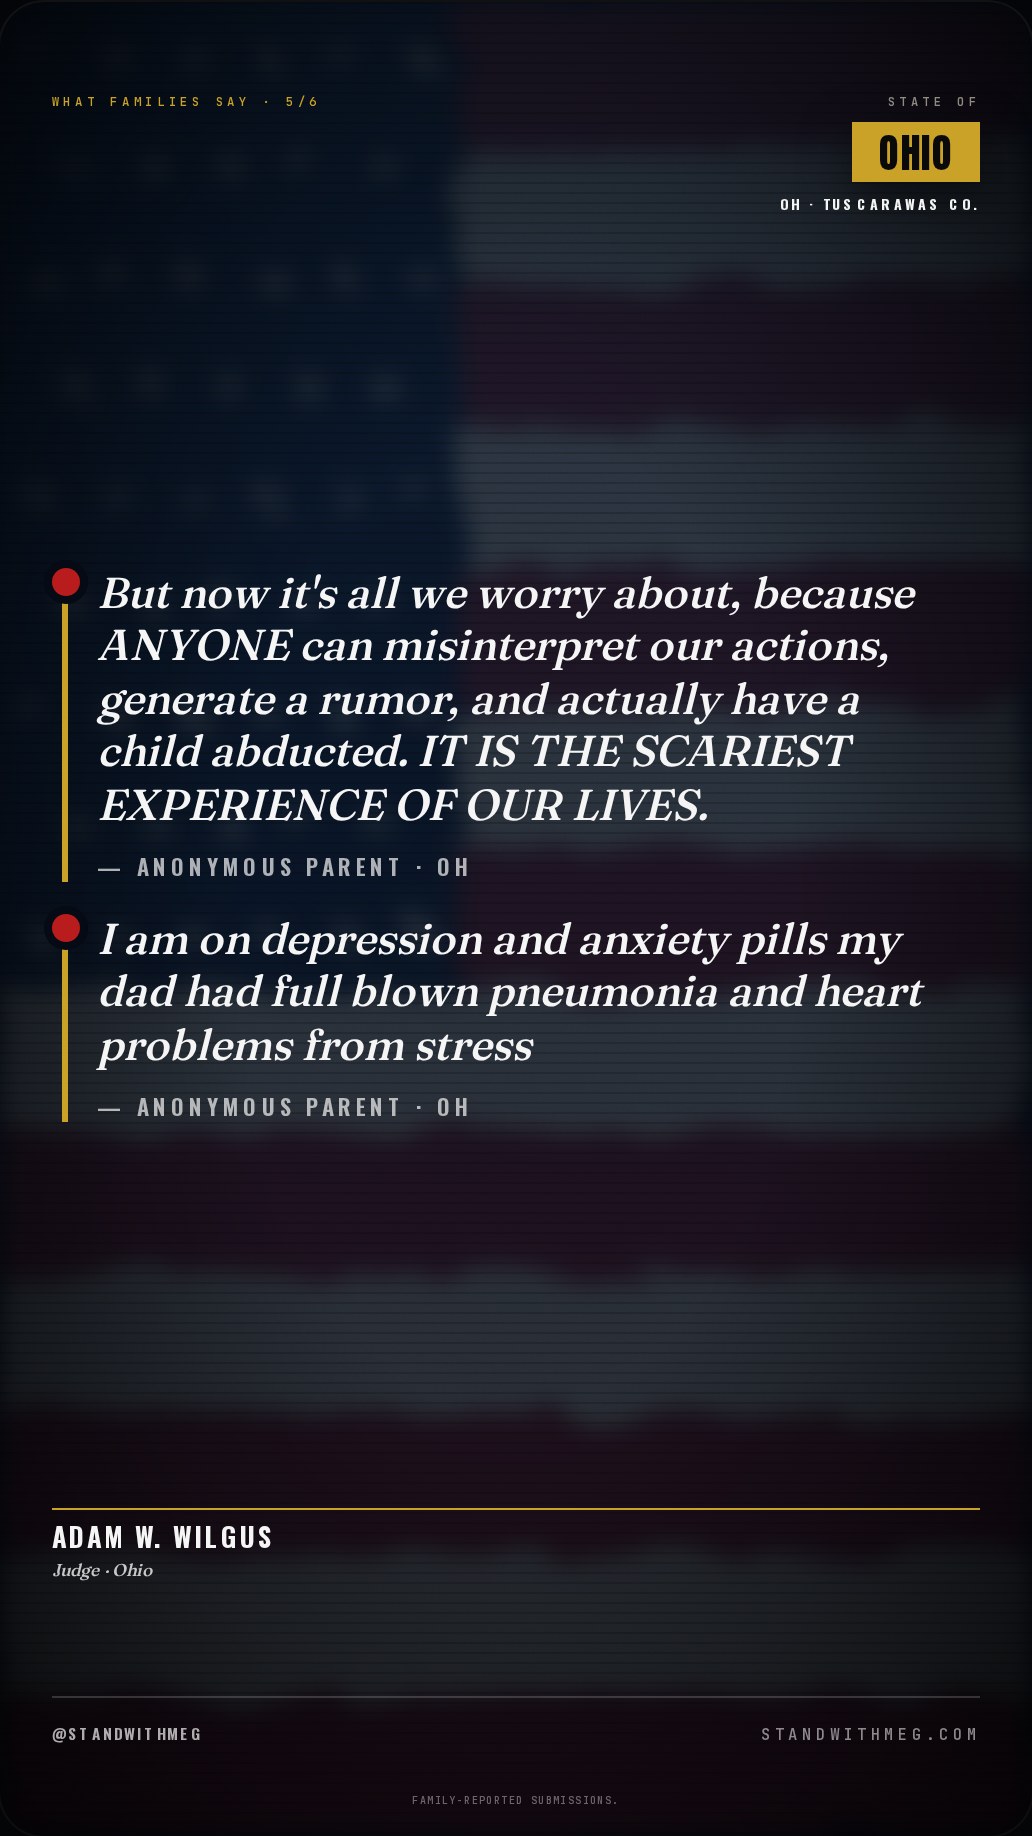 WHAT FAMILIES SAY · 5/6
STATE OF
OHIO
OH · TUSCARAWAS CO.
But now it's all we worry about, because
ANYONE can misinterpret our actions,
generate a rumor, and actually have a
child abducted. IT IS THE SCARIEST
EXPERIENCE OF OUR LIVES.
— ANONYMOUS PARENT · OH
I am on depression and anxiety pills my
dad had full blown pneumonia and heart
problems from stress
— ANONYMOUS PARENT · OH
ADAM W. WILGUS
Judge · Ohio
@STANDWITHMEG
STANDWITHMEG.COM
FAMILY-REPORTED SUBMISSIONS.